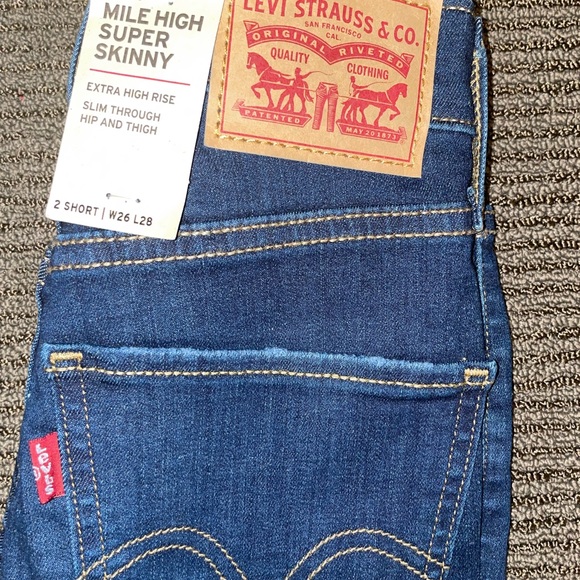 MILE HIGH
SUPER
SKINNY
EXTRA HIGH RISE
SLIM THROUGH
HIP AND THIGH
2 SHORT | W26 L28
LEVI STRAUSS & CO.
SAN FRANCISCO
CAL.
ORIGINAL RIVETED
QUALITY CLOTHING
PATENTED
MAY 20 1873
LEVI'S